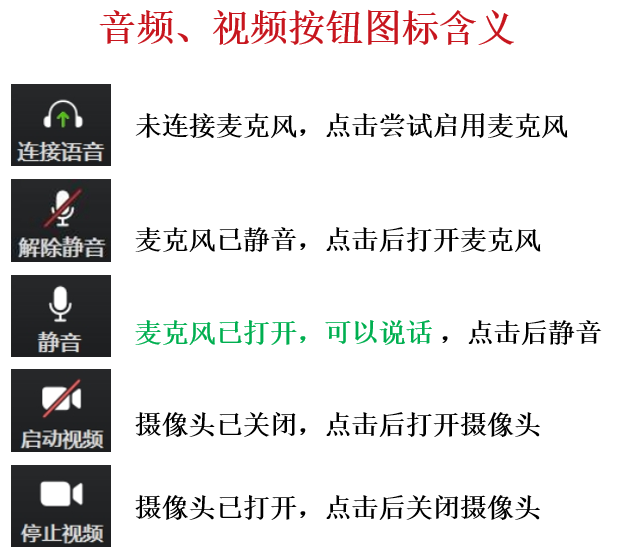 音频、视频按钮图标含义
连接语音
未连接麦克风，点击尝试启用麦克风
解除静音
麦克风已静音，点击后打开麦克风
静音
麦克风已打开，可以说话，点击后静音
启动视频
摄像头已关闭，点击后打开摄像头
停止视频
摄像头已打开，点击后关闭摄像头